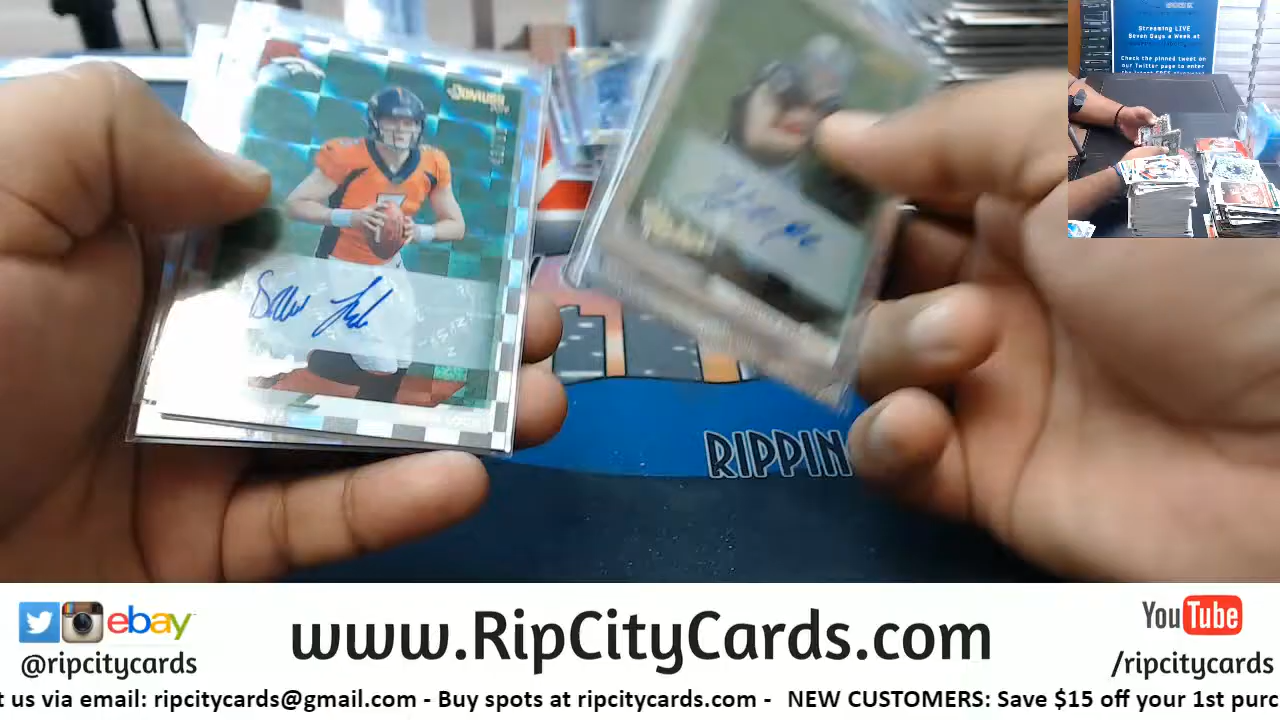 Streaming LIVE
Seven Days a Week at
Check the pinned tweet on
our Twitter page to enter
DONRUSS
Drew Lock
RIPPIN
ebay
www.RipCityCards.com
YouTube
@ripcitycards
/ripcitycards
t us via email: ripcitycards@gmail.com - Buy spots at ripcitycards.com - NEW CUSTOMERS: Save $15 off your 1st purc